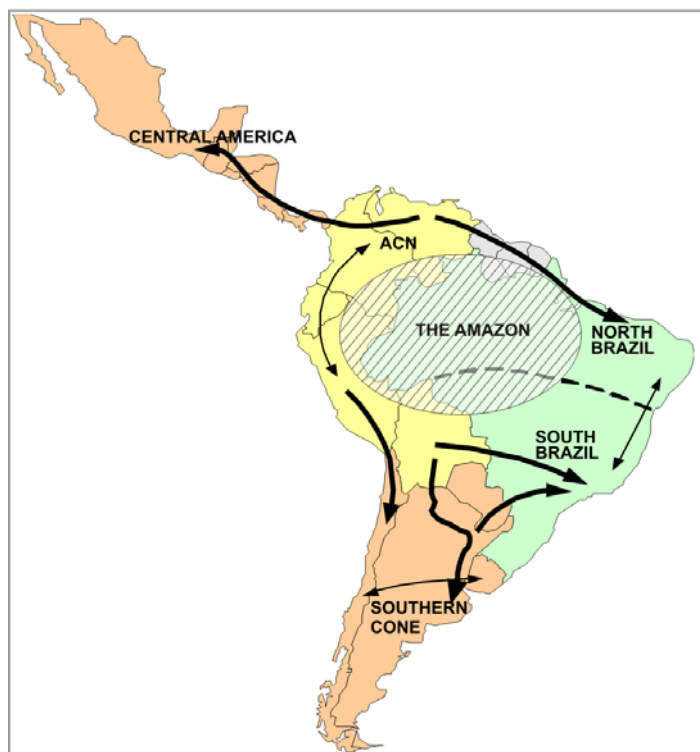 CENTRAL AMERICA
ACN
THE AMAZON
NORTH
BRAZIL
SOUTH
BRAZIL
SOUTHERN
CONE